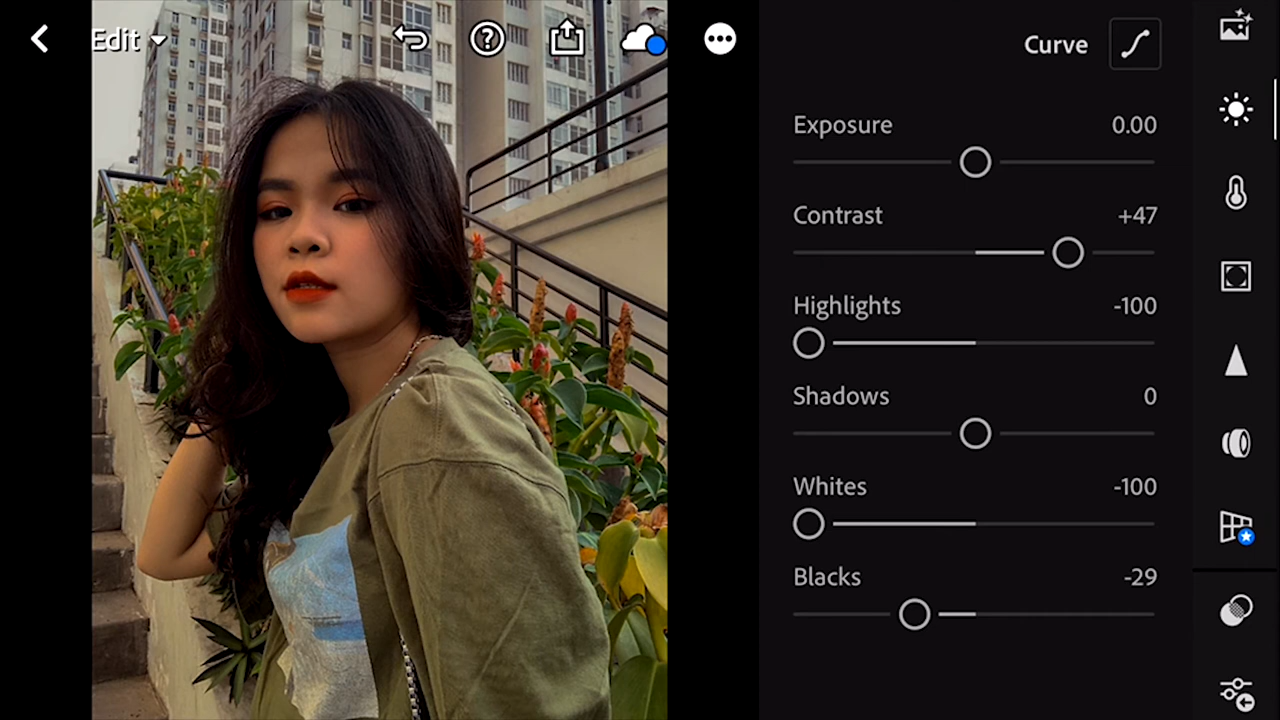 Edit
Curve
Exposure 0.00
Contrast +47
Highlights -100
Shadows 0
Whites -100
Blacks -29